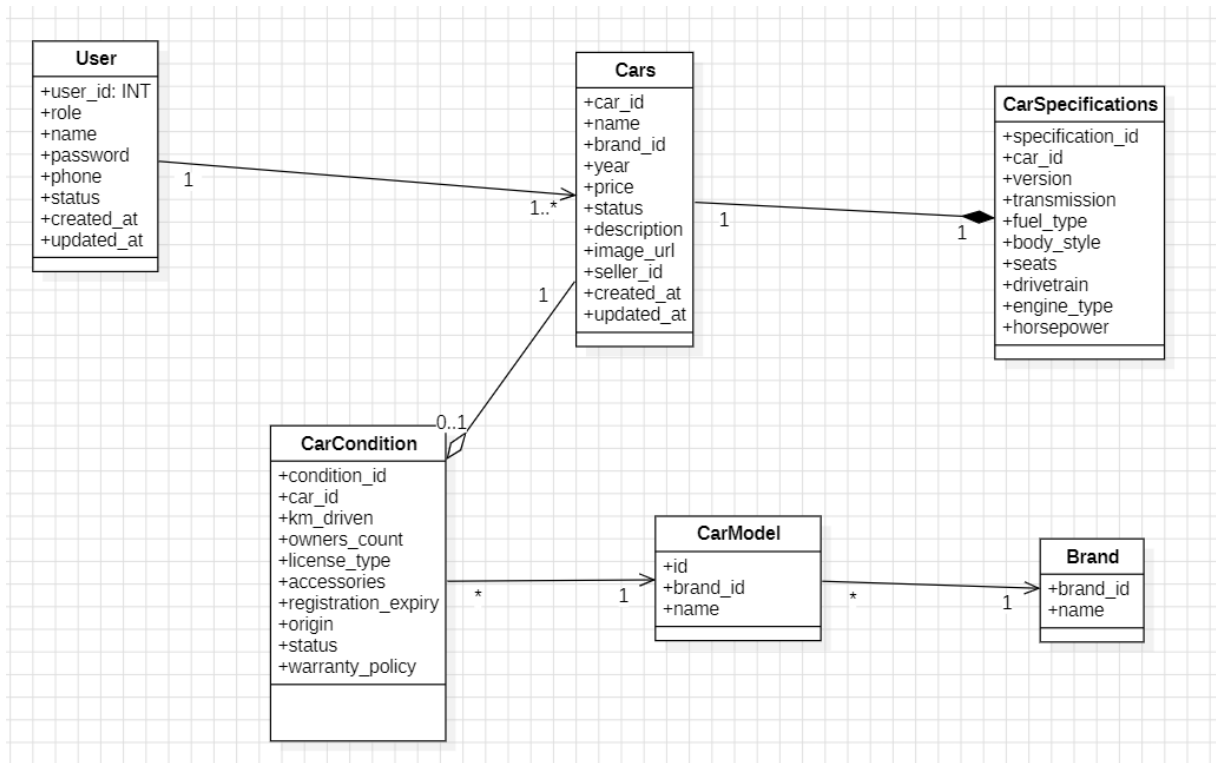 User
+user_id: INT
+role
+name
+password
+phone
+status
+created_at
+updated_at
1
1..*
Cars
+car_id
+name
+brand_id
+year
+price
+status
+description
+image_url
+seller_id
+created_at
+updated_at
1
1
CarSpecifications
+specification_id
+car_id
+version
+transmission
+fuel_type
+body_style
+seats
+drivetrain
+engine_type
+horsepower
1
0..1
CarCondition
+condition_id
+car_id
+km_driven
+owners_count
+license_type
+accessories
+registration_expiry
+origin
+status
+warranty_policy
*
1
CarModel
+id
+brand_id
+name
*
1
Brand
+brand_id
+name